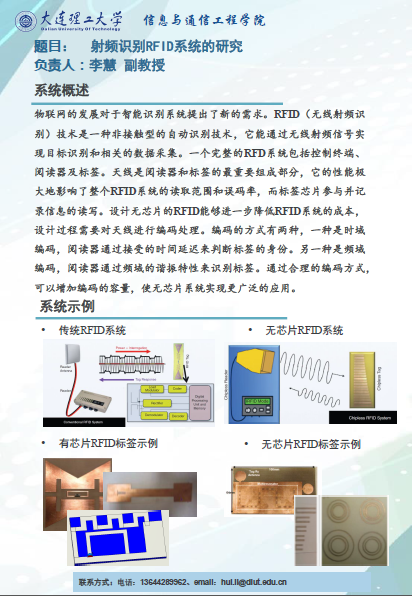 大连理工大学 信息与通信工程学院
Dalian University Of Technology
题目： 射频识别RFID系统的研究
负责人：李慧 副教授
系统概述
物联网的发展对于智能识别系统提出了新的需求。RFID（无线射频识
别）技术是一种非接触型的自动识别技术，它能通过无线射频信号实
现目标识别和相关的数据采集。一个完整的RFD系统包括控制终端、
阅读器及标签。天线是阅读器和标签的最重要组成部分，它的性能极
大地影响了整个RFID系统的读取范围和误码率，而标签芯片参与并记
录信息的读写。设计无芯片的RFID能够进一步降低RFID系统的成本，
设计过程需要对天线进行编码处理。编码的方式有两种，一种是时域
编码，阅读器通过接受的时间延迟来判断标签的身份。另一种是频域
编码，阅读器通过频域的谐振特性来识别标签。通过合理的编码方式，
可以增加编码的容量，使无芯片系统实现更广泛的应用。
系统示例
• 传统RFID系统
• 无芯片RFID系统
Reader
Antenna
Reader
Power + Interrogation
Tag Response
RFID Tag
Modulator
Coder
Rectifier
Demodulator
Decoder
Digital
Processing
Unit and
Memory
Conventional RFID System
Chipless Reader
RFID Mode
Chipless Tag
Chipless RFID System
• 有芯片RFID标签示例
• 无芯片RFID标签示例
联系方式：电话：13644289962、email：hui.li@dlut.edu.cn